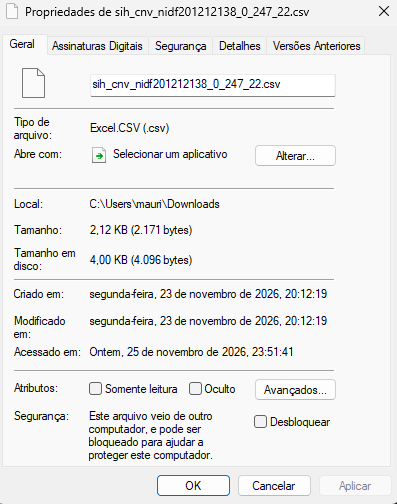 Propriedades de sih_cnv_nidf201212138_0_247_22.csv
Geral Assinaturas Digitais Segurança Detalhes Versões Anteriores
sih_cnv_nidf201212138_0_247_22.csv
Tipo de arquivo: Excel.CSV (.csv)
Abre com: Selecionar um aplicativo Alterar...
Local: C:\Users\mauri\Downloads
Tamanho: 2,12 KB (2.171 bytes)
Tamanho em disco: 4,00 KB (4.096 bytes)
Criado em: segunda-feira, 23 de novembro de 2026, 20:12:19
Modificado em: segunda-feira, 23 de novembro de 2026, 20:12:19
Acessado em: Ontem, 25 de novembro de 2026, 23:51:41
Atributos: Somente leitura Oculto Avançados...
Segurança: Este arquivo veio de outro
computador, e pode ser
bloqueado para ajudar a
proteger este computador.
Desbloquear
OK Cancelar Aplicar